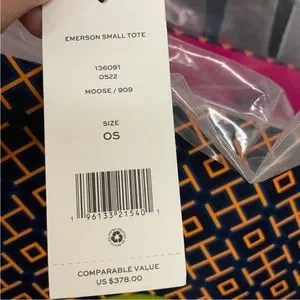 EMERSON SMALL TOTE
136091
0522
MOOSE / 909
SIZE
OS
1 96133 21540 1
COMPARABLE VALUE
US $378.00